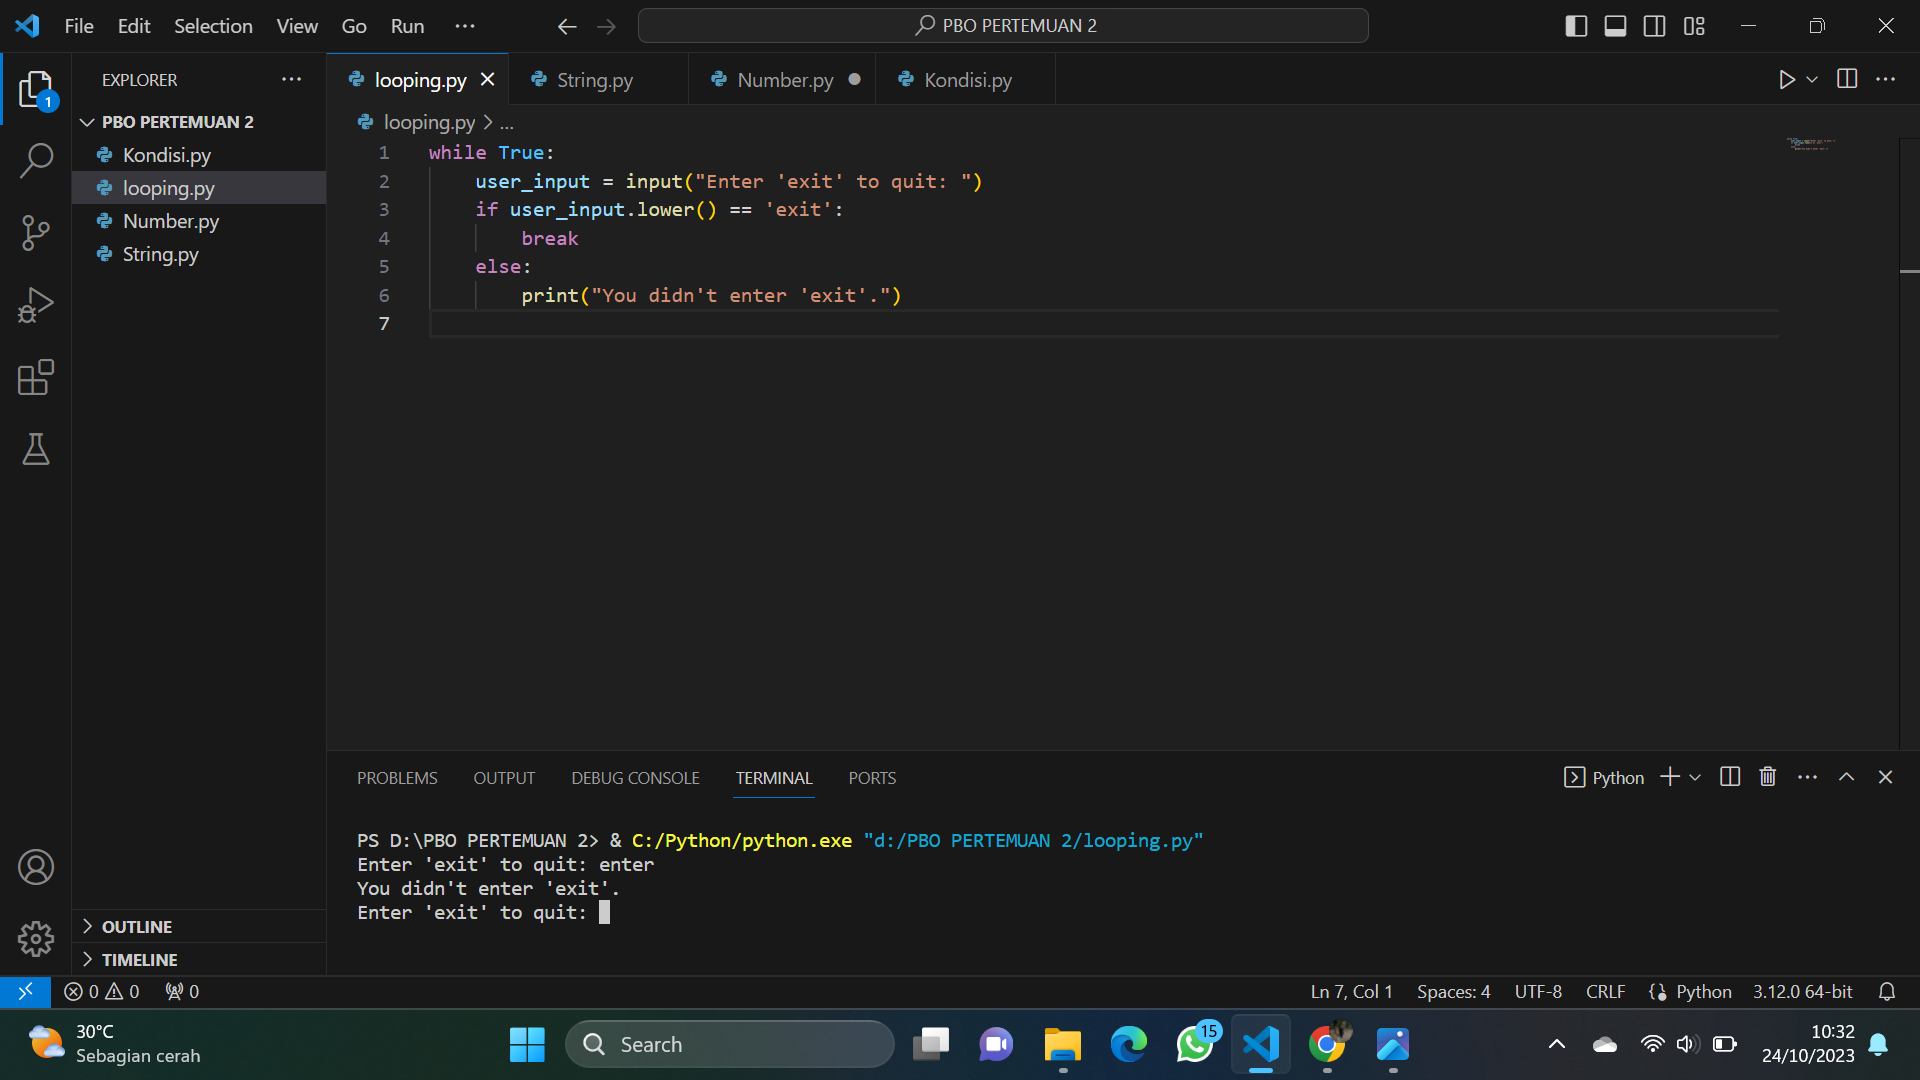 File Edit Selection View Go Run ···
PBO PERTEMUAN 2
EXPLORER
looping.py
String.py
Number.py
Kondisi.py
1
PBO PERTEMUAN 2
Kondisi.py
looping.py
Number.py
String.py
looping.py > ...
1 while True:
2 user_input = input("Enter 'exit' to quit: ")
3 if user_input.lower() == 'exit':
4 break
5 else:
6 print("You didn't enter 'exit'.")
7
PROBLEMS OUTPUT DEBUG CONSOLE TERMINAL PORTS
Python
PS D:\PBO PERTEMUAN 2> & C:/Python/python.exe "d:/PBO PERTEMUAN 2/looping.py"
Enter 'exit' to quit: enter
You didn't enter 'exit'.
Enter 'exit' to quit:
OUTLINE
TIMELINE
0 0 0
Ln 7, Col 1 Spaces: 4 UTF-8 CRLF Python 3.12.0 64-bit
30°C
Sebagian cerah
Search
15
10:32
24/10/2023